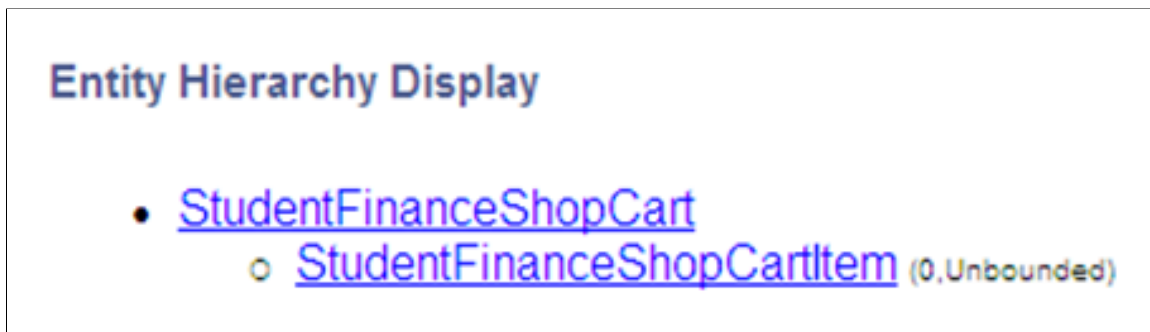 Entity Hierarchy Display
StudentFinanceShopCart
StudentFinanceShopCartItem (0,Unbounded)